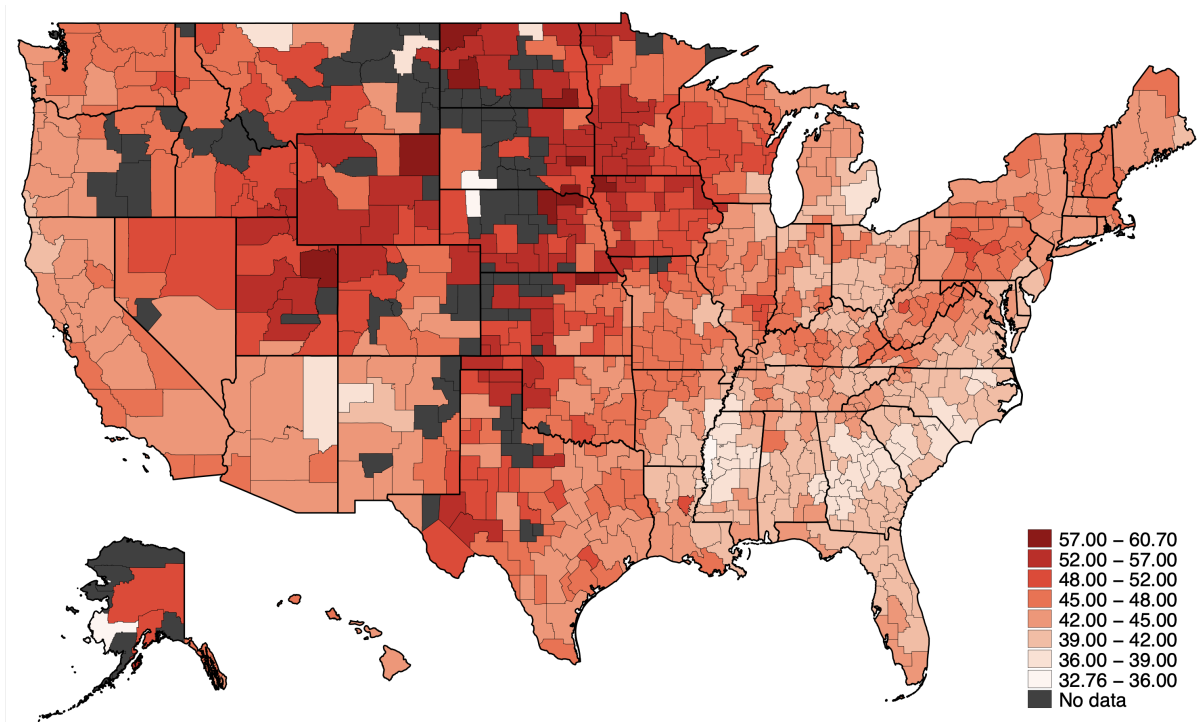 57.00 – 60.70
52.00 – 57.00
48.00 – 52.00
45.00 – 48.00
42.00 – 45.00
39.00 – 42.00
36.00 – 39.00
32.76 – 36.00
No data